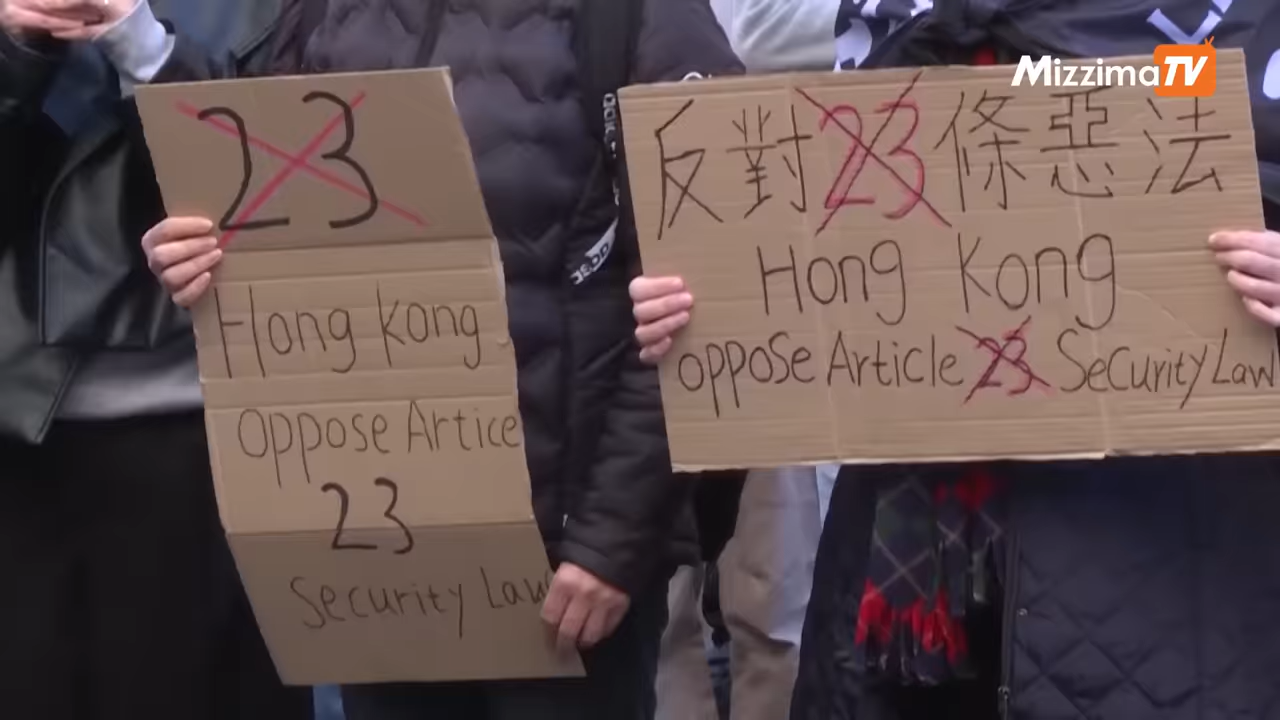 MizzimaTV
23
Hong Kong
Oppose Artice
23
Security Law
反對23條惡法
Hong Kong
oppose Article 23 Security Law